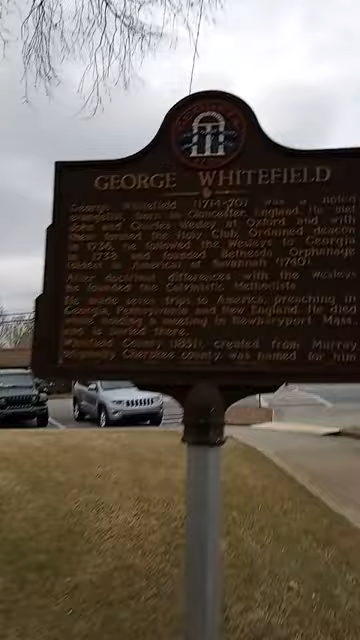 GEORGE WHITEFIELD
George Whitefield (1714-70) was a noted
evangelist born in Gloucester, England. He met
John and Charles Wesley at Oxford and with
them formed the Holy Club. Ordained deacon
in 1736, he followed the Wesleys to Georgia
in 1738 and founded Bethesda Orphanage
(oldest in America) at Savannah (1740).
After doctrinal differences with the Wesleys
he founded the Calvinistic Methodists
He made seven trips to America, preaching in
Georgia, Pennsylvania and New England. He died
after a meeting in Newburyport Mass.
and is buried there.
Whitfield County (1851), created from Murray
originally Cherokee county, was named for him